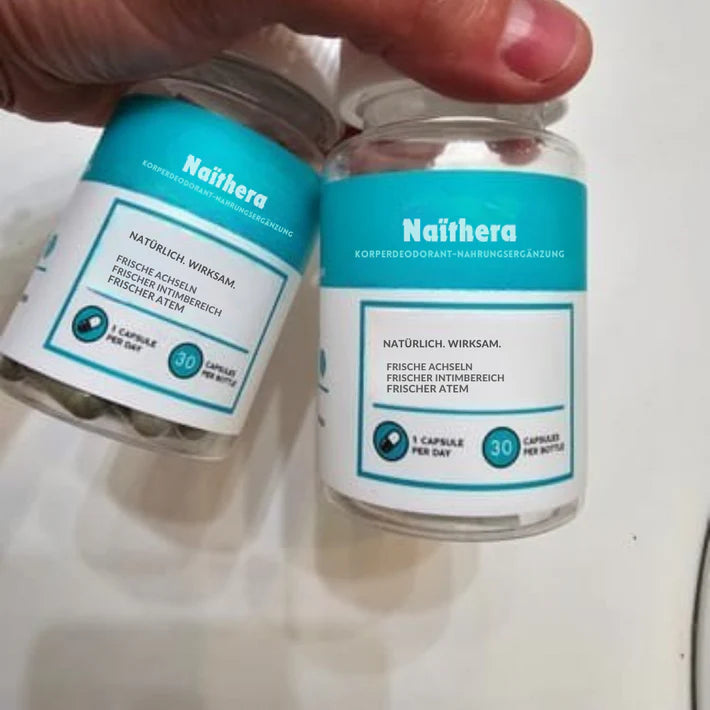 Naïthera
KORPERDEODORANT-NAHRUNGSERGÄNZUNG
NATÜRLICH. WIRKSAM.
FRISCHE ACHSELN
FRISCHER INTIMBEREICH
FRISCHER ATEM
1 CAPSULE
PER DAY
30
CAPSULES
PER BOTTLE
Naïthera
KORPERDEODORANT-NAHRUNGSERGÄNZUNG
NATÜRLICH. WIRKSAM.
FRISCHE ACHSELN
FRISCHER INTIMBEREICH
FRISCHER ATEM
1 CAPSULE
PER DAY
30
CAPSULES
PER BOTTLE